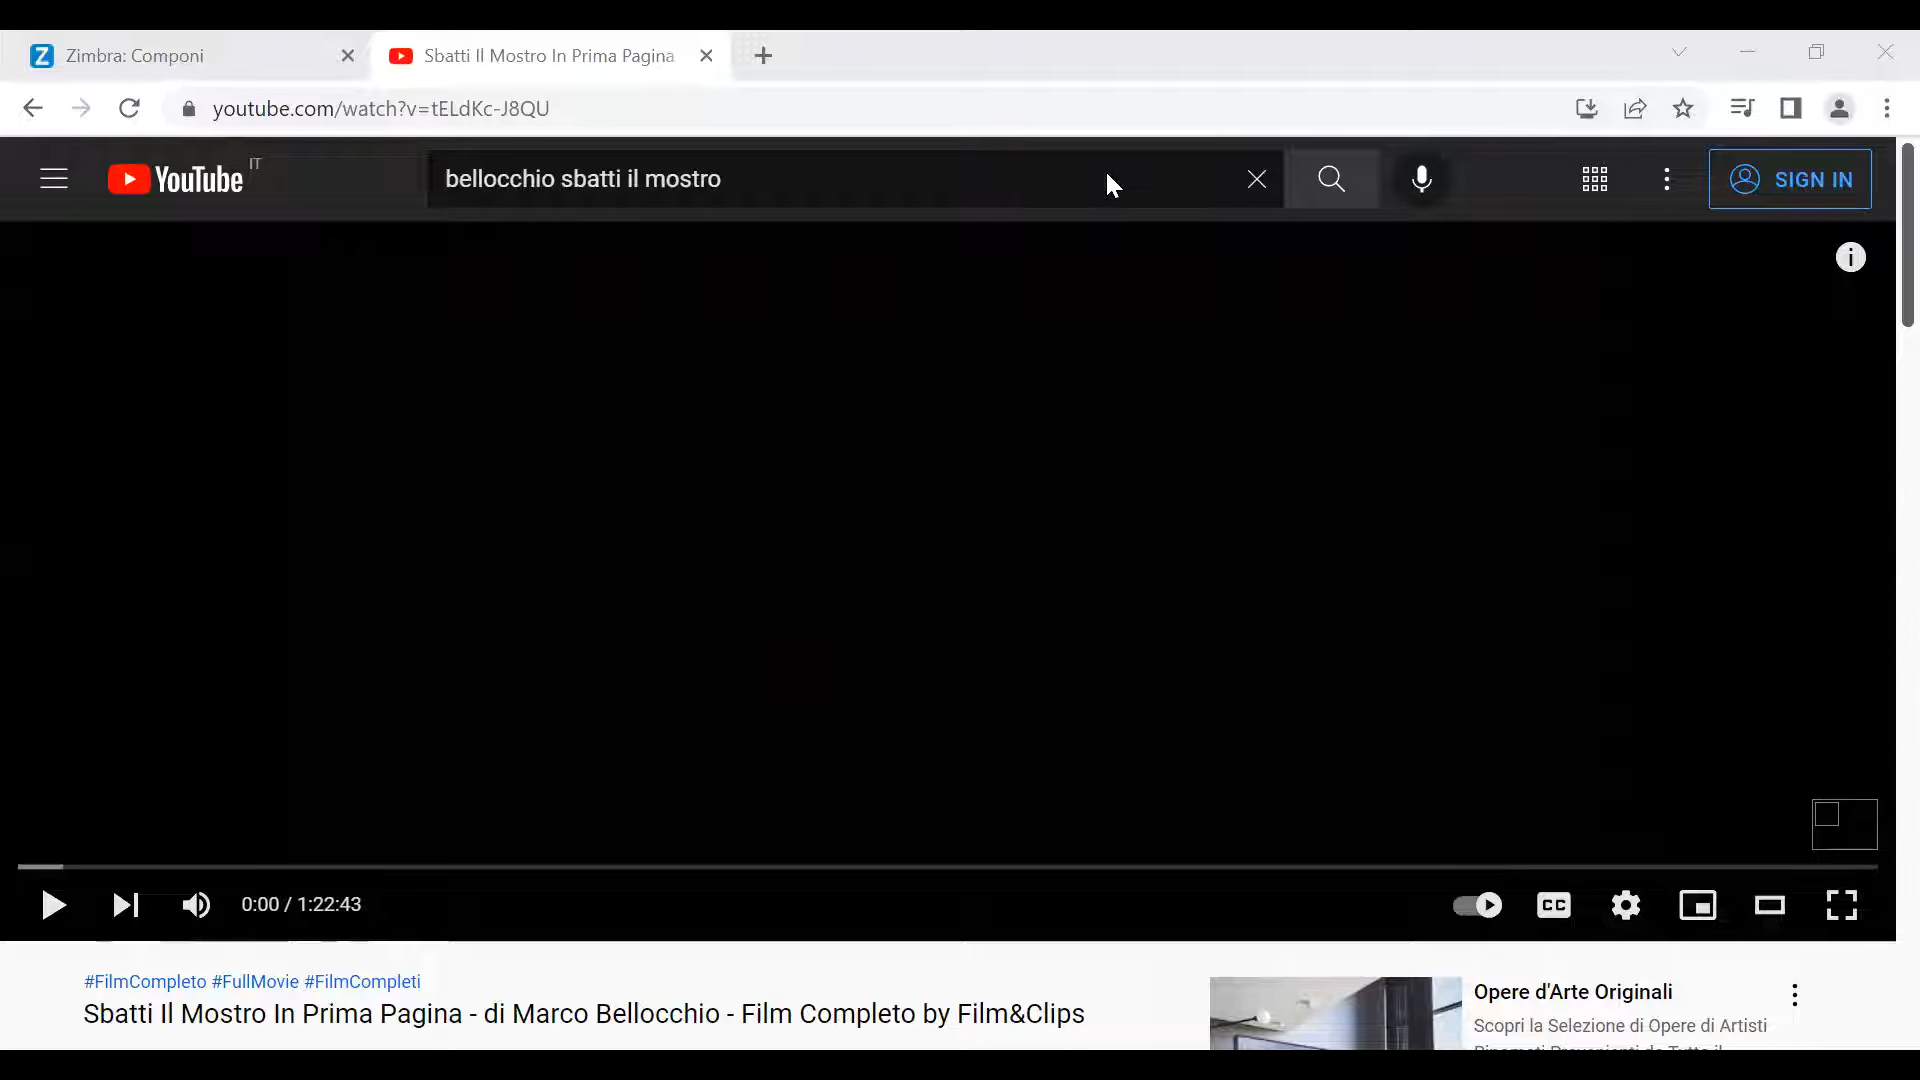 Zimbra: Componi
Sbatti Il Mostro In Prima Pagina
youtube.com/watch?v=tELdKc-J8QU
YouTube IT
bellocchio sbatti il mostro
SIGN IN
0:00 / 1:22:43
CC
#FilmCompleto #FullMovie #FilmCompleti
Sbatti Il Mostro In Prima Pagina - di Marco Bellocchio - Film Completo by Film&Clips
Opere d'Arte Originali
Scopri la Selezione di Opere di Artisti